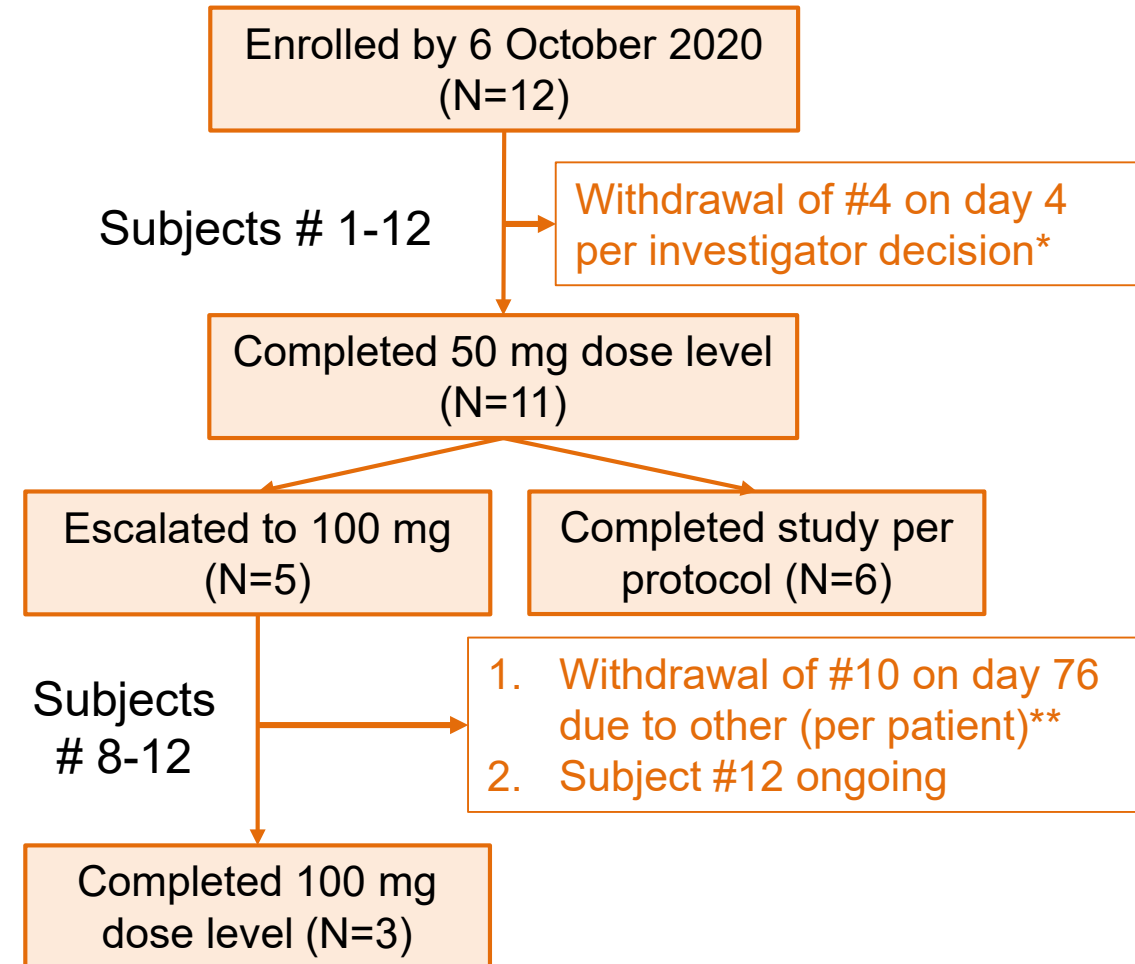 Enrolled by 6 October 2020
(N=12)
Subjects # 1-12
Withdrawal of #4 on day 4
per investigator decision*
Completed 50 mg dose level
(N=11)
Escalated to 100 mg
(N=5)
Completed study per
protocol (N=6)
Subjects
# 8-12
1. Withdrawal of #10 on day 76
due to other (per patient)**
2. Subject #12 ongoing
Completed 100 mg
dose level (N=3)